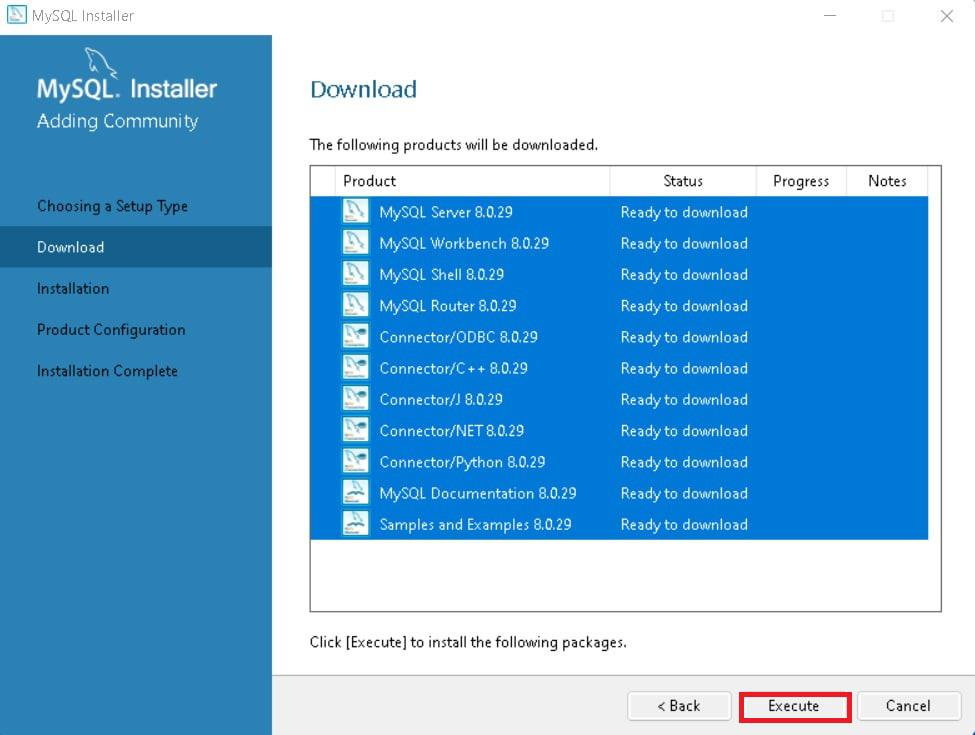 MySQL Installer
MySQL. Installer
Adding Community
Choosing a Setup Type
Download
Installation
Product Configuration
Installation Complete
Download
The following products will be downloaded.
Product Status Progress Notes
MySQL Server 8.0.29 Ready to download
MySQL Workbench 8.0.29 Ready to download
MySQL Shell 8.0.29 Ready to download
MySQL Router 8.0.29 Ready to download
Connector/ODBC 8.0.29 Ready to download
Connector/C++ 8.0.29 Ready to download
Connector/J 8.0.29 Ready to download
Connector/NET 8.0.29 Ready to download
Connector/Python 8.0.29 Ready to download
MySQL Documentation 8.0.29 Ready to download
Samples and Examples 8.0.29 Ready to download
Click [Execute] to install the following packages.
< Back Execute Cancel